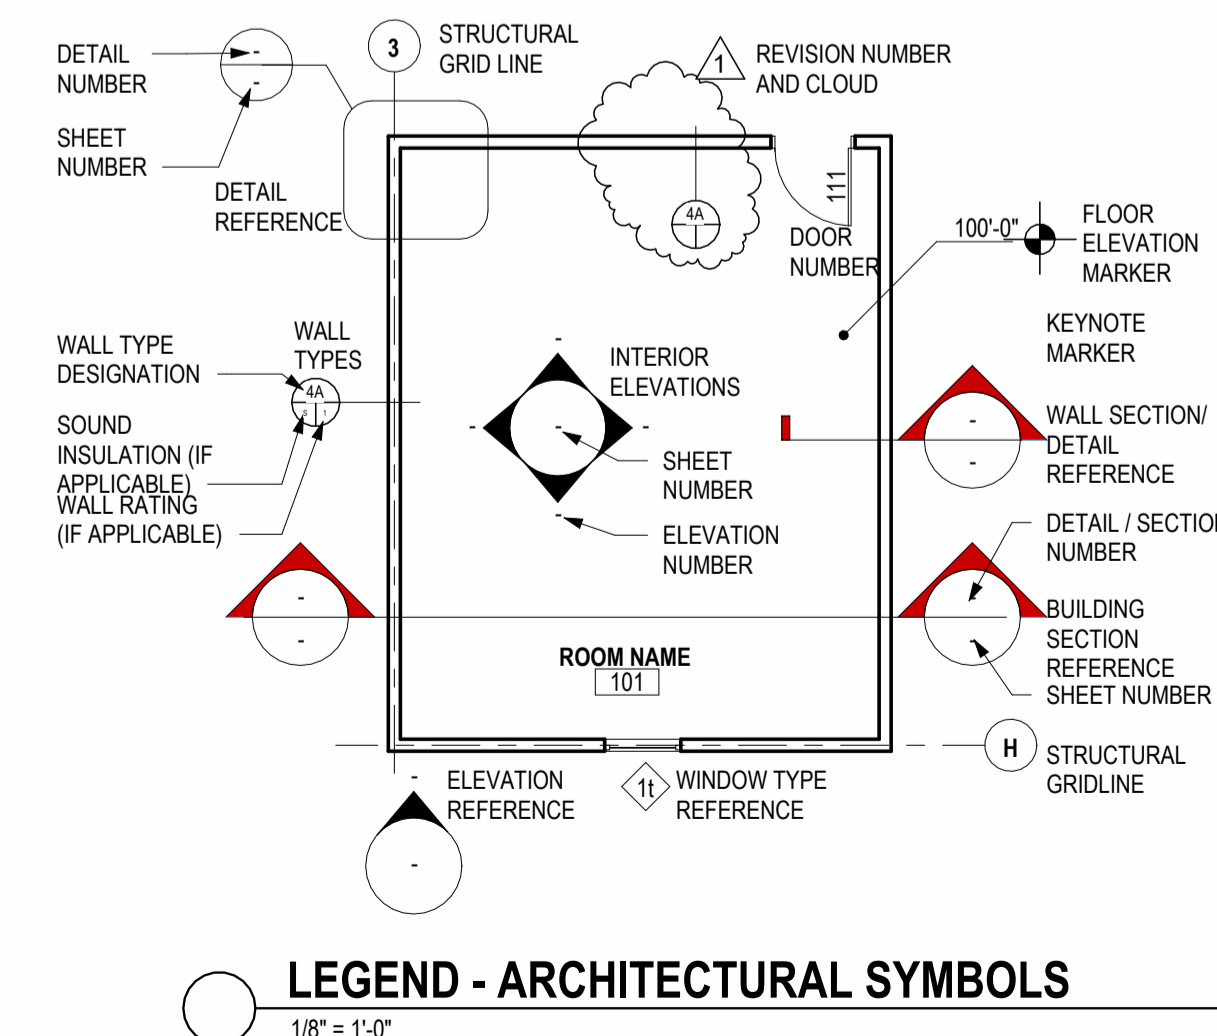 DETAIL
NUMBER
-
-
SHEET
NUMBER
DETAIL
REFERENCE
3
STRUCTURAL
GRID LINE
1
REVISION NUMBER
AND CLOUD
4A
111
DOOR
NUMBER
100'-0"
FLOOR
ELEVATION
MARKER
KEYNOTE
MARKER
WALL TYPE
DESIGNATION
WALL
TYPES
4A
S
1
SOUND
INSULATION (IF
APPLICABLE)
WALL RATING
(IF APPLICABLE)
INTERIOR
ELEVATIONS
-
-
-
-
-
SHEET
NUMBER
ELEVATION
NUMBER
-
-
WALL SECTION/
DETAIL
REFERENCE
DETAIL / SECTION
NUMBER
-
-
-
-
BUILDING
SECTION
REFERENCE
SHEET NUMBER
ROOM NAME
101
H
STRUCTURAL
GRIDLINE
-
ELEVATION
REFERENCE
-
1t
WINDOW TYPE
REFERENCE
LEGEND - ARCHITECTURAL SYMBOLS
1/8" = 1'-0"